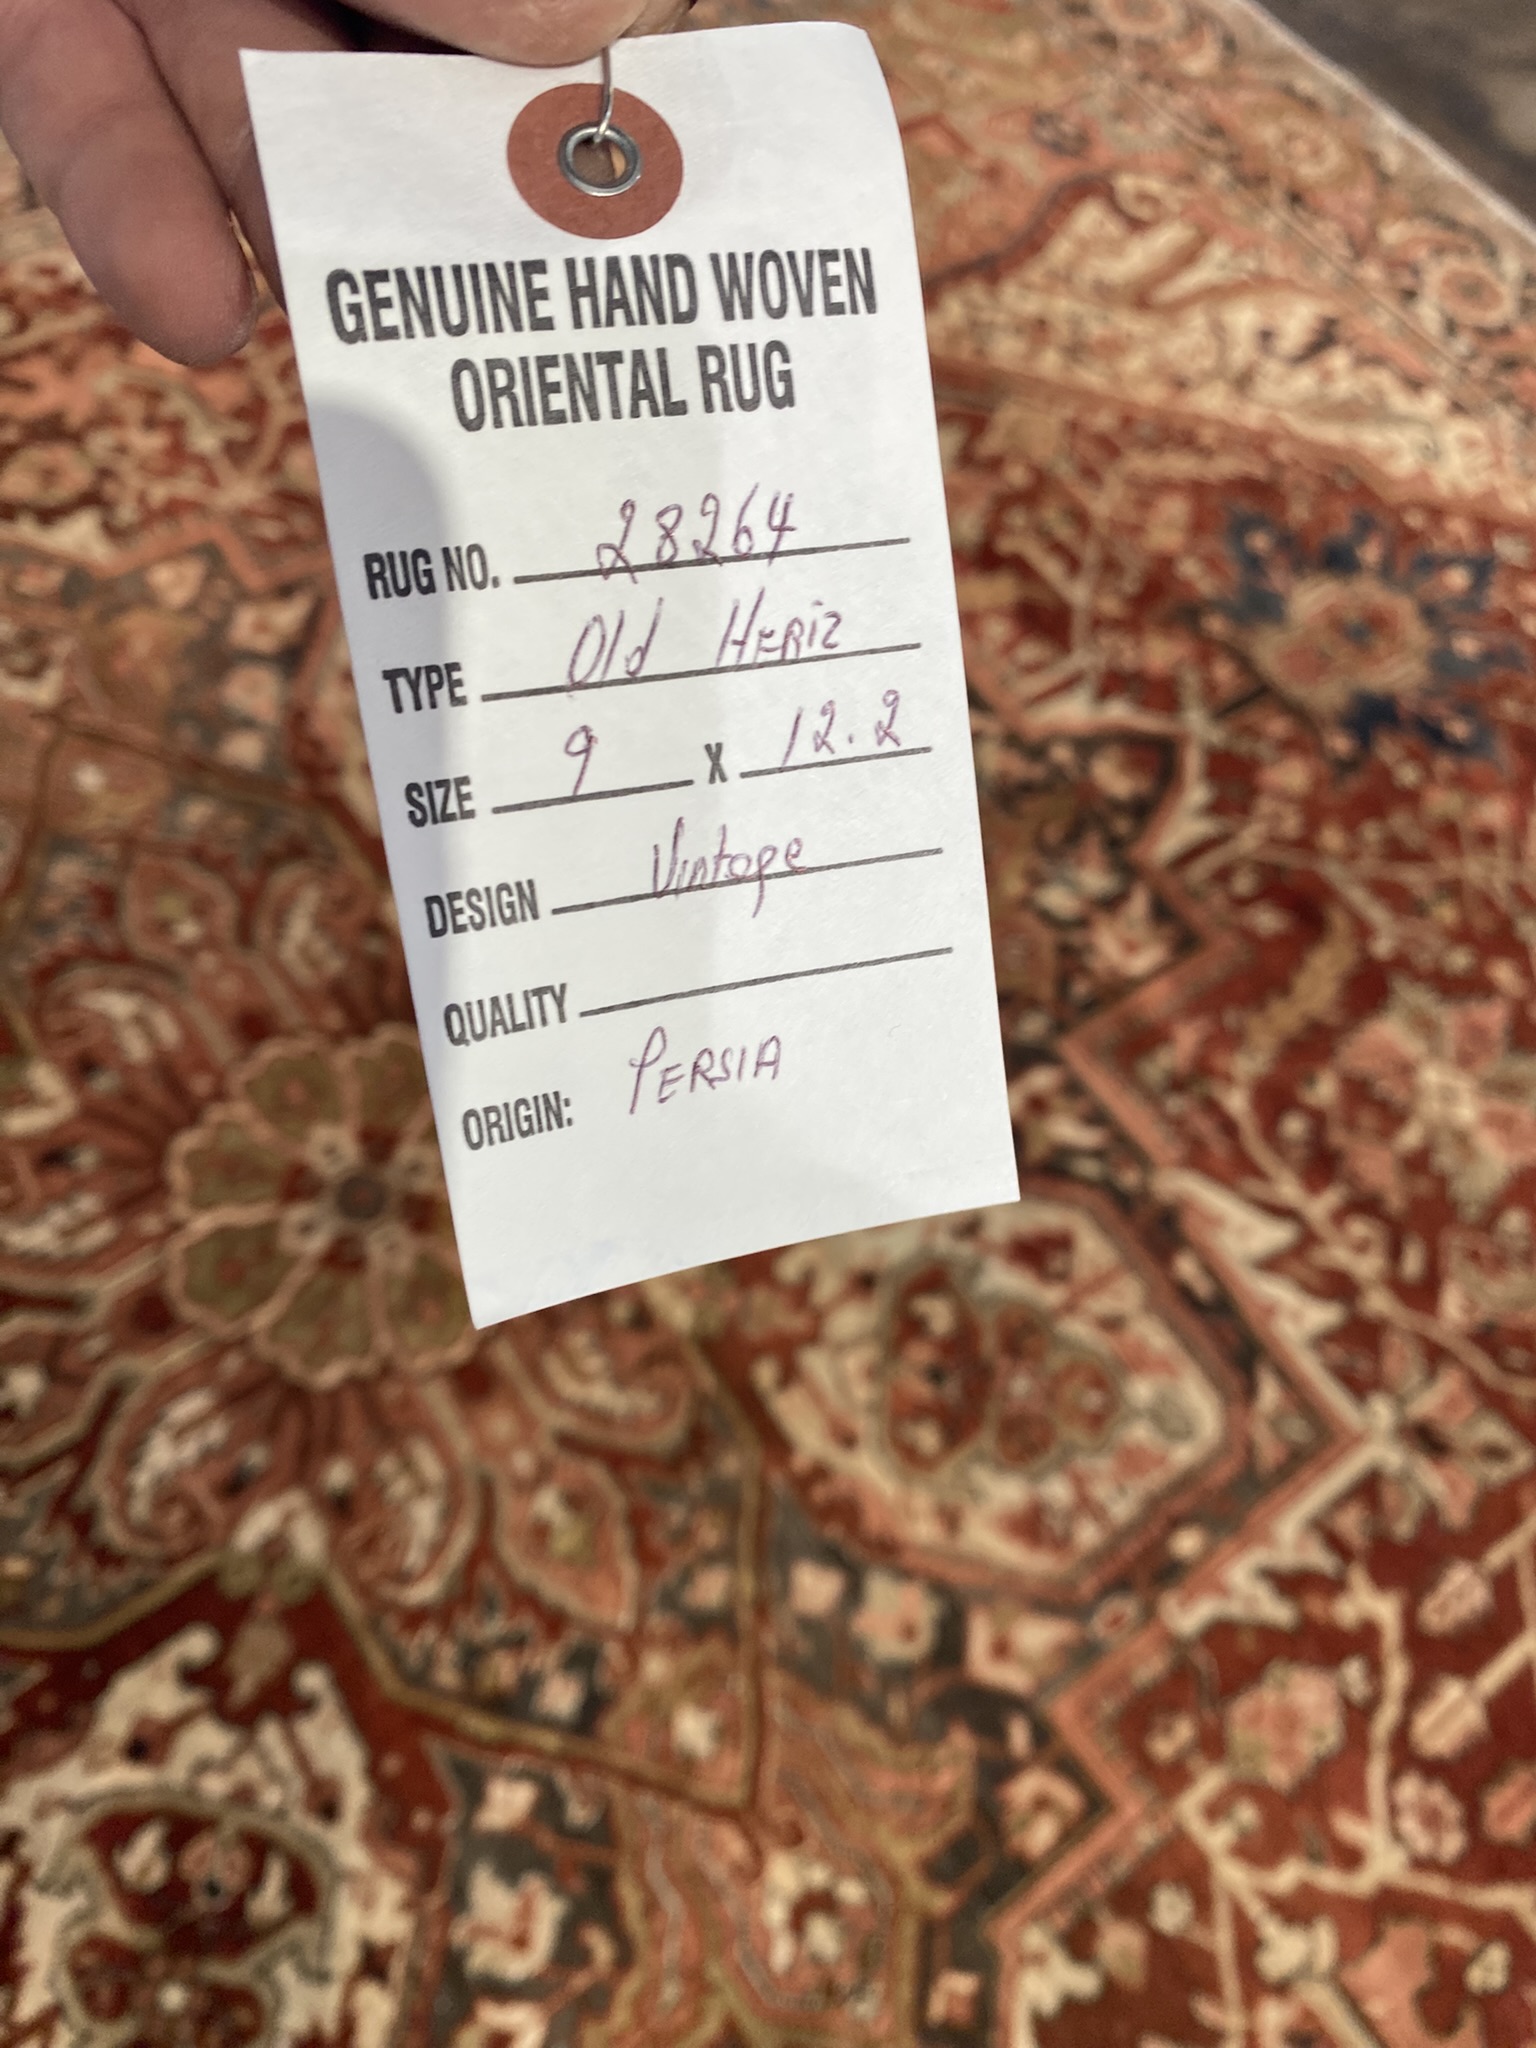 GENUINE HAND WOVEN
ORIENTAL RUG
RUG NO. 28264
TYPE Old HERiz
SIZE 9 X 12.2
DESIGN Vintage
QUALITY
ORIGIN: PERSIA